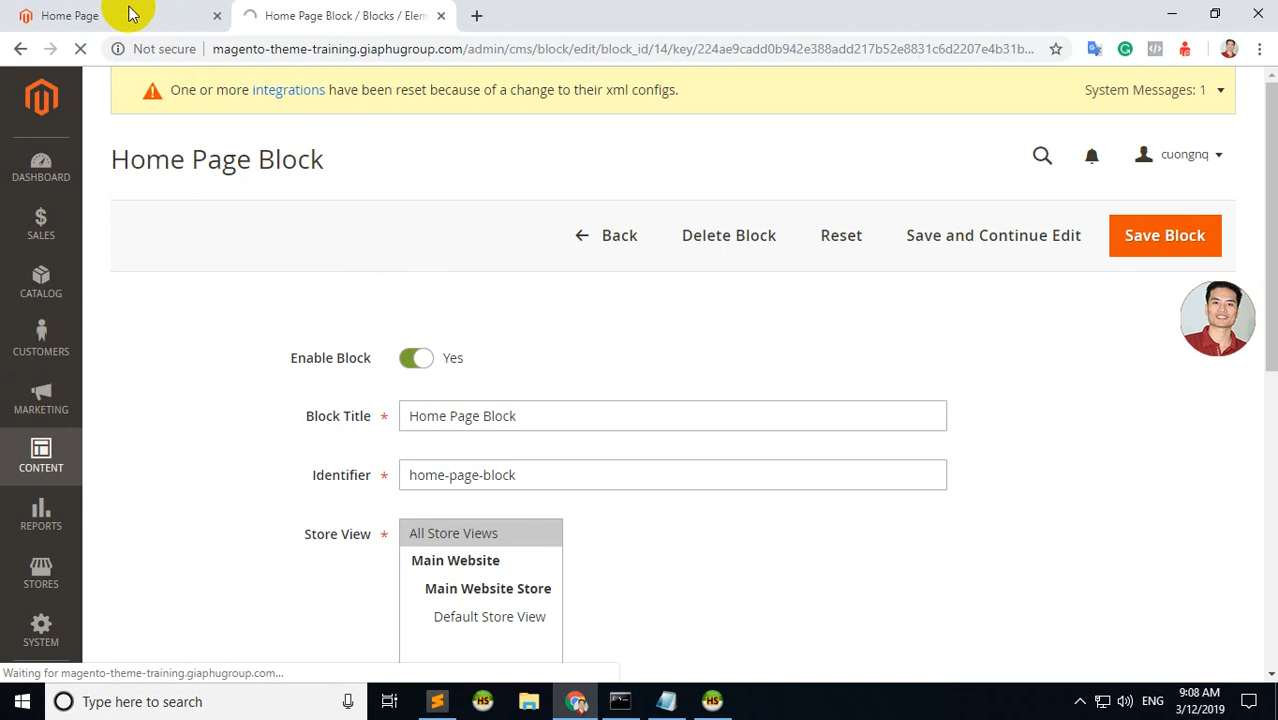 Home Page
Home Page Block / Blocks / Elem
Not secure
magento-theme-training.giaphugroup.com/admin/cms/block/edit/block_id/14/key/224ae9cadd0b942e388add217b52e8831c6d2207e4b31b...
One or more integrations have been reset because of a change to their xml configs.
System Messages: 1
Home Page Block
cuongnq
Back
Delete Block
Reset
Save and Continue Edit
Save Block
DASHBOARD
SALES
CATALOG
CUSTOMERS
MARKETING
CONTENT
REPORTS
STORES
SYSTEM
Enable Block
Yes
Block Title *
Home Page Block
Identifier *
home-page-block
Store View *
All Store Views
Main Website
Main Website Store
Default Store View
Waiting for magento-theme-training.giaphugroup.com...
Type here to search
HS
HS
ENG
9:08 AM
3/12/2019